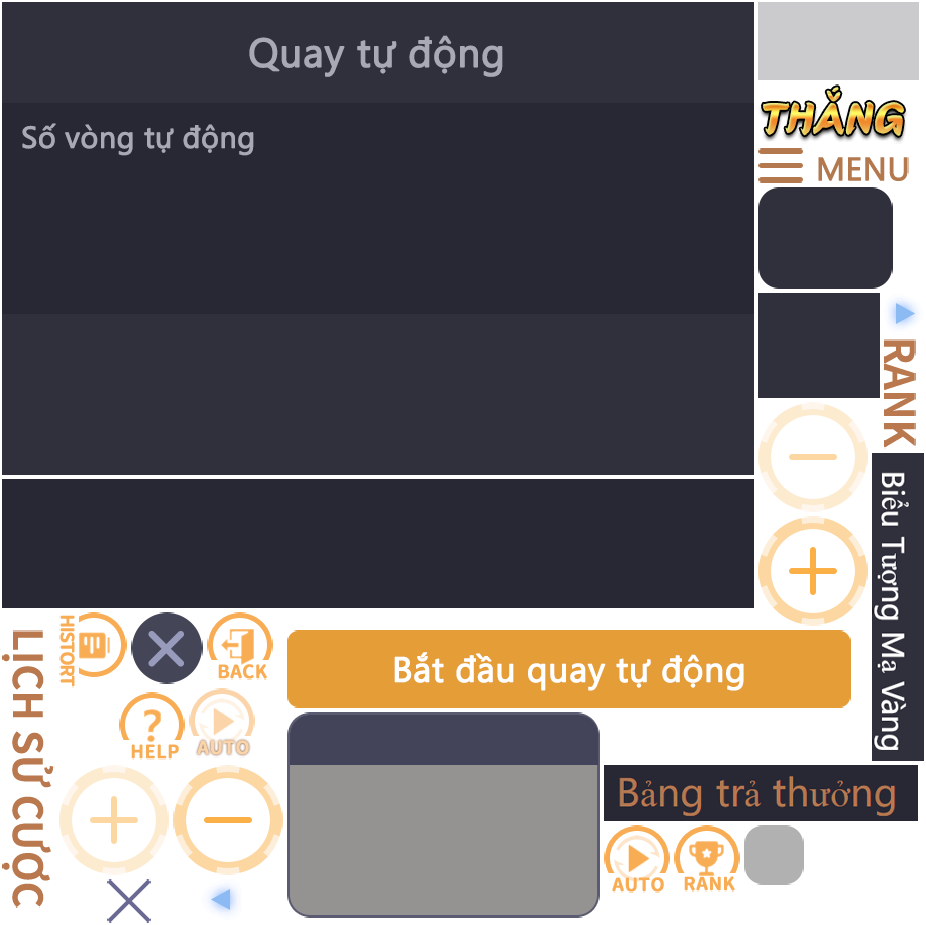 Quay tự động
Số vòng tự động
THẮNG
MENU
RANK
Biểu Tượng Mạ Vàng
HISTORT
BACK
Bắt đầu quay tự động
LỊCH SỬ CƯỢC
HELP
AUTO
Bảng trả thưởng
AUTO
RANK